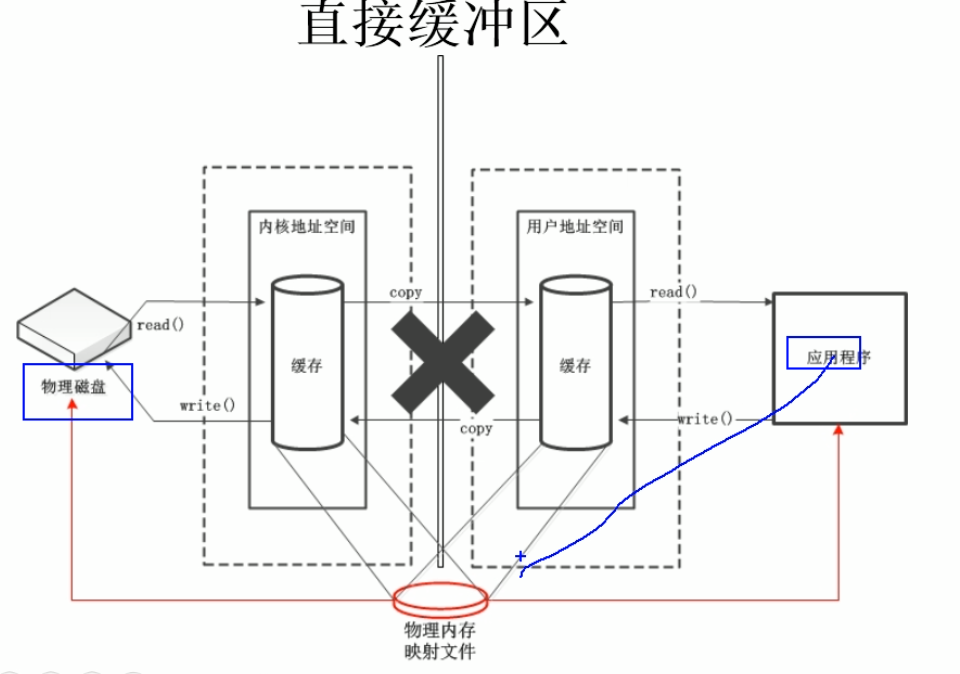 直接缓冲区
内核地址空间
用户地址空间
copy
read()
read()
缓存
缓存
应用程序
物理磁盘
write()
copy
write()
物理内存
映射文件